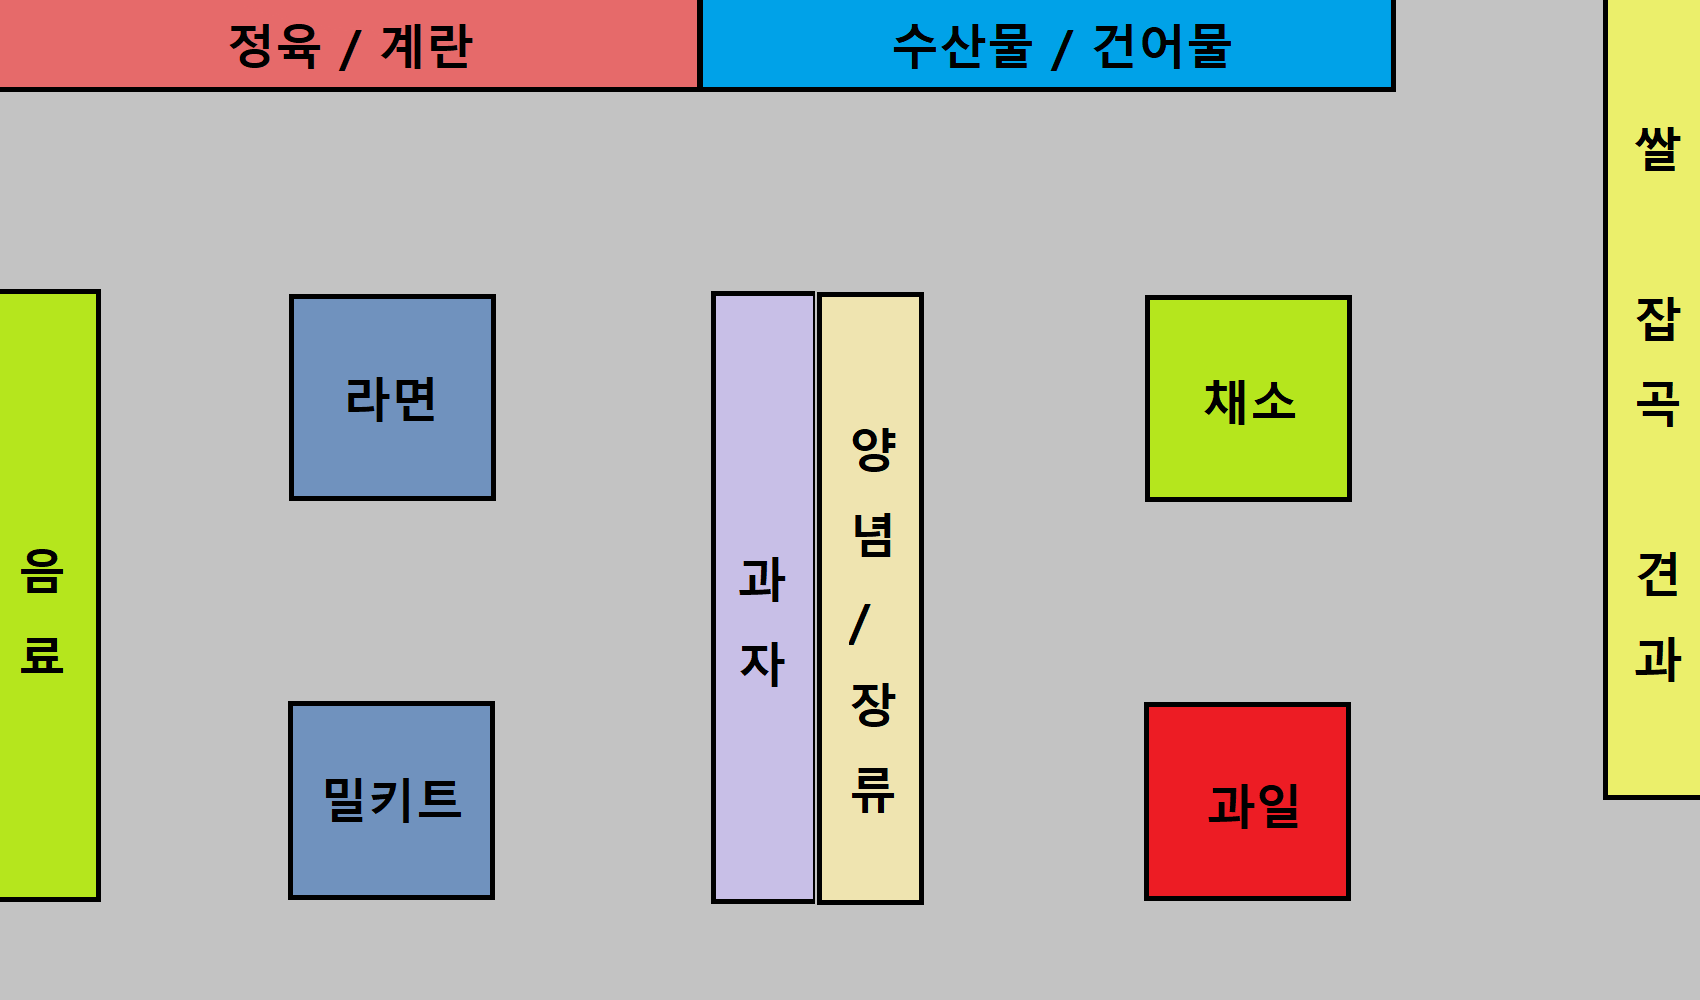 정육 / 계란
수산물 / 건어물
쌀 잡곡 견과
라면
채소
음료
과자
양념/장류
밀키트
과일